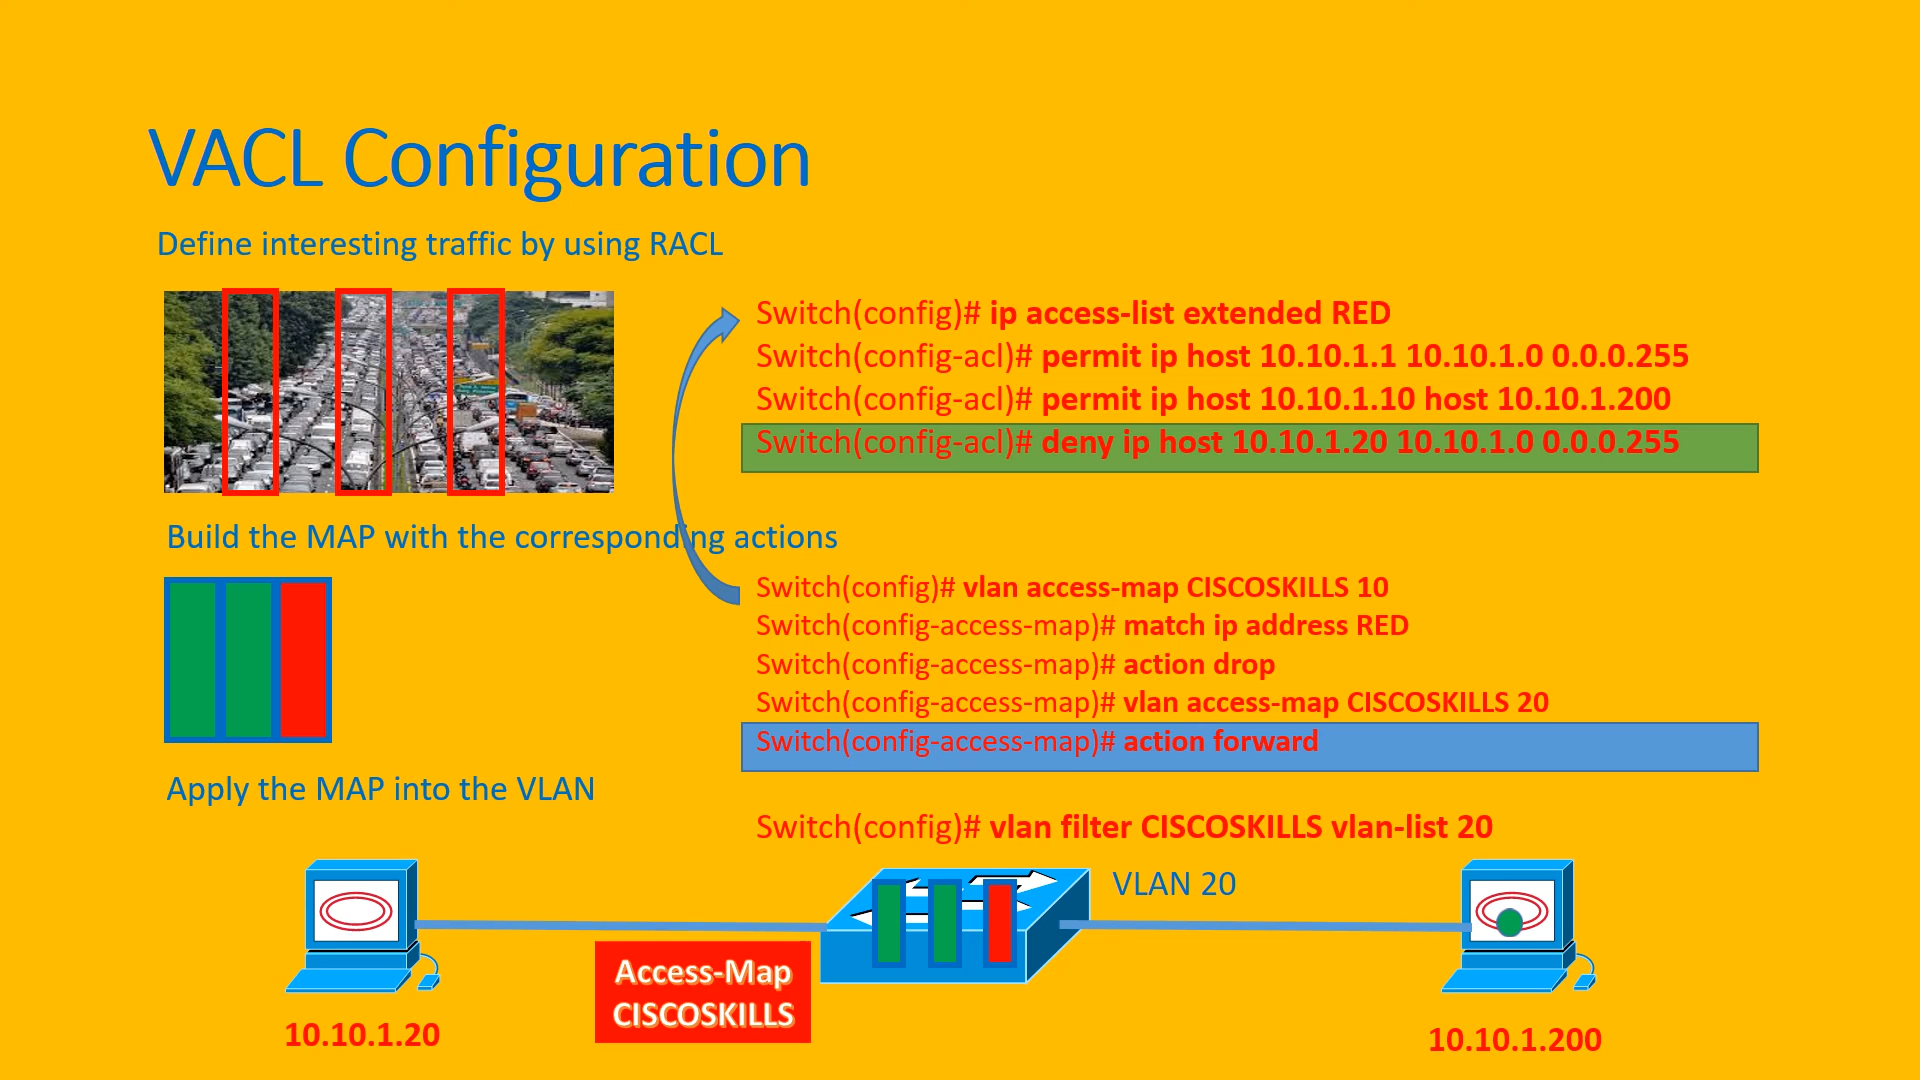 VACL Configuration
Define interesting traffic by using RACL
Switch(config)# ip access-list extended RED
Switch(config-acl)# permit ip host 10.10.1.1 10.10.1.0 0.0.0.255
Switch(config-acl)# permit ip host 10.10.1.10 host 10.10.1.200
Switch(config-acl)# deny ip host 10.10.1.20 10.10.1.0 0.0.0.255
Build the MAP with the corresponding actions
Switch(config)# vlan access-map CISCOSKILLS 10
Switch(config-access-map)# match ip address RED
Switch(config-access-map)# action drop
Switch(config-access-map)# vlan access-map CISCOSKILLS 20
Switch(config-access-map)# action forward
Apply the MAP into the VLAN
Switch(config)# vlan filter CISCOSKILLS vlan-list 20
VLAN 20
Access-Map
CISCOSKILLS
10.10.1.20
10.10.1.200